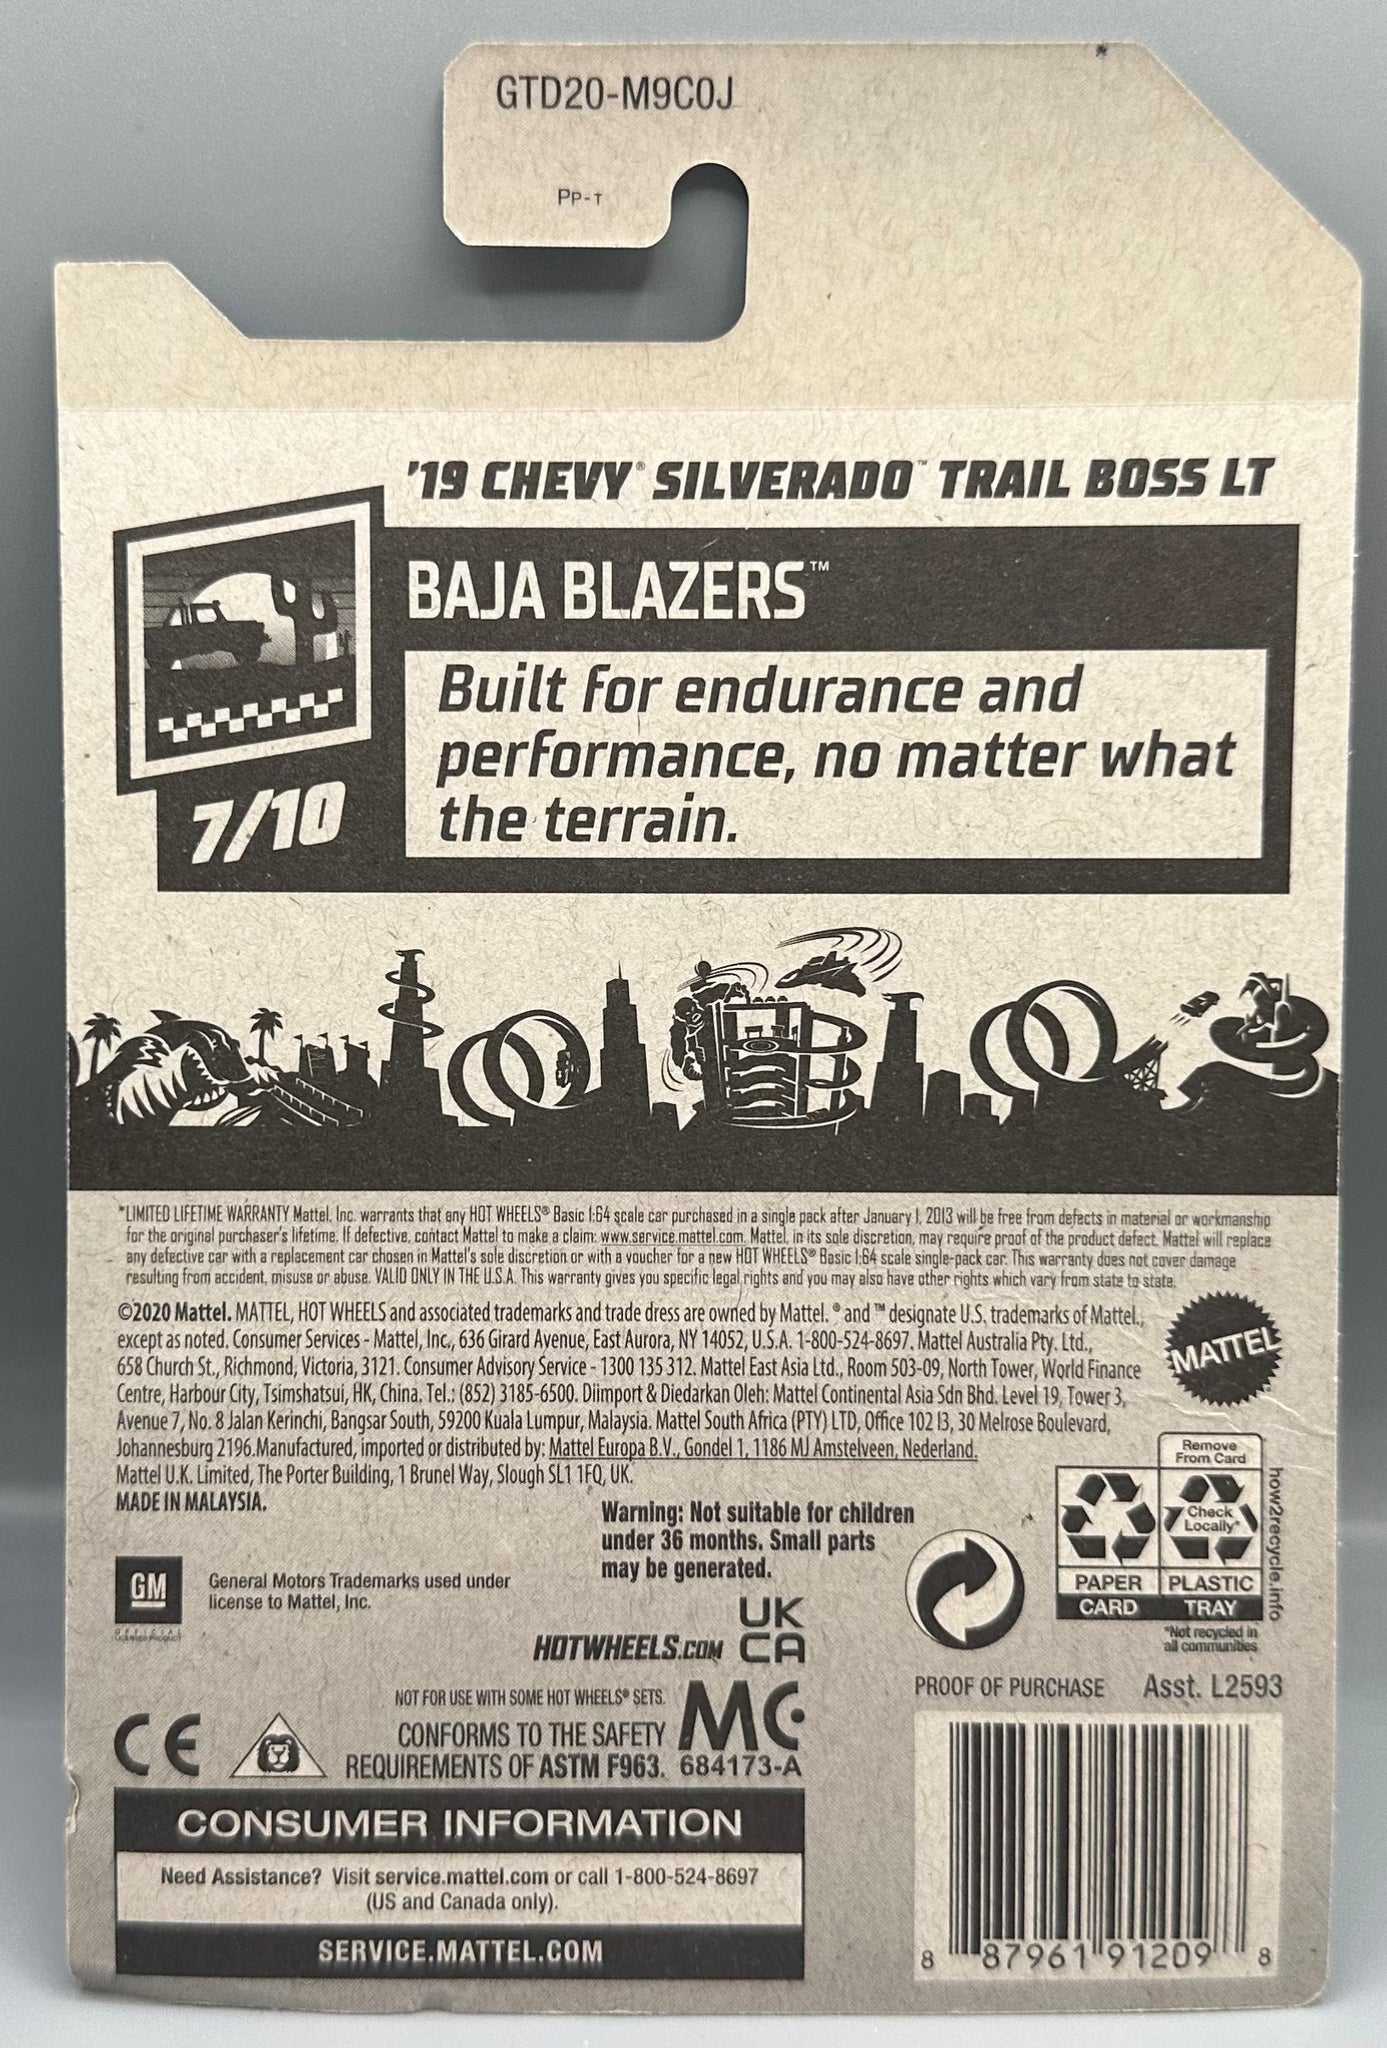 GTD20-M9C0J
PP-T
'19 CHEVY® SILVERADO™ TRAIL BOSS LT
BAJA BLAZERS™
Built for endurance and
performance, no matter what
the terrain.
7/10
*LIMITED LIFETIME WARRANTY Mattel, Inc. warrants that any HOT WHEELS® Basic 1:64 scale car purchased in a single pack after January 1, 2013 will be free from defects in material or workmanship
for the original purchaser's lifetime. If defective, contact Mattel to make a claim: www.service.mattel.com. Mattel, in its sole discretion, may require proof of the product defect. Mattel will replace
any defective car with a replacement car chosen in Mattel's sole discretion or with a voucher for a new HOT WHEELS® Basic 1:64 scale single-pack car. This warranty does not cover damage
resulting from accident, misuse or abuse. VALID ONLY IN THE U.S.A. This warranty gives you specific legal rights and you may also have other rights which vary from state to state.
©2020 Mattel. MATTEL, HOT WHEELS and associated trademarks and trade dress are owned by Mattel. ® and ™ designate U.S. trademarks of Mattel.,
except as noted. Consumer Services - Mattel, Inc., 636 Girard Avenue, East Aurora, NY 14052, U.S.A. 1-800-524-8697. Mattel Australia Pty. Ltd.,
658 Church St., Richmond, Victoria, 3121. Consumer Advisory Service - 1300 135 312. Mattel East Asia Ltd., Room 503-09, North Tower, World Finance
Centre, Harbour City, Tsimshatsui, HK, China. Tel.: (852) 3185-6500. Diimport & Diedarkan Oleh: Mattel Continental Asia Sdn Bhd. Level 19, Tower 3,
Avenue 7, No. 8 Jalan Kerinchi, Bangsar South, 59200 Kuala Lumpur, Malaysia. Mattel South Africa (PTY) LTD, Office 102 I3, 30 Melrose Boulevard,
Johannesburg 2196.Manufactured, imported or distributed by: Mattel Europa B.V., Gondel 1, 1186 MJ Amstelveen, Nederland.
Mattel U.K. Limited, The Porter Building, 1 Brunel Way, Slough SL1 1FQ, UK.
MADE IN MALAYSIA.
MATTEL
Warning: Not suitable for children
under 36 months. Small parts
may be generated.
Remove
From Card
Check
Locally*
PAPER
CARD
PLASTIC
TRAY
*Not recycled in
all communities
how2recycle.info
GM
OFFICIAL
LICENSED PRODUCT
General Motors Trademarks used under
license to Mattel, Inc.
HOTWHEELS.COM
UK
CA
NOT FOR USE WITH SOME HOT WHEELS® SETS.
CONFORMS TO THE SAFETY
REQUIREMENTS OF ASTM F963.
CE
MC
684173-A
PROOF OF PURCHASE
Asst. L2593
CONSUMER INFORMATION
Need Assistance? Visit service.mattel.com or call 1-800-524-8697
(US and Canada only).
SERVICE.MATTEL.COM
8 87961 91209 8